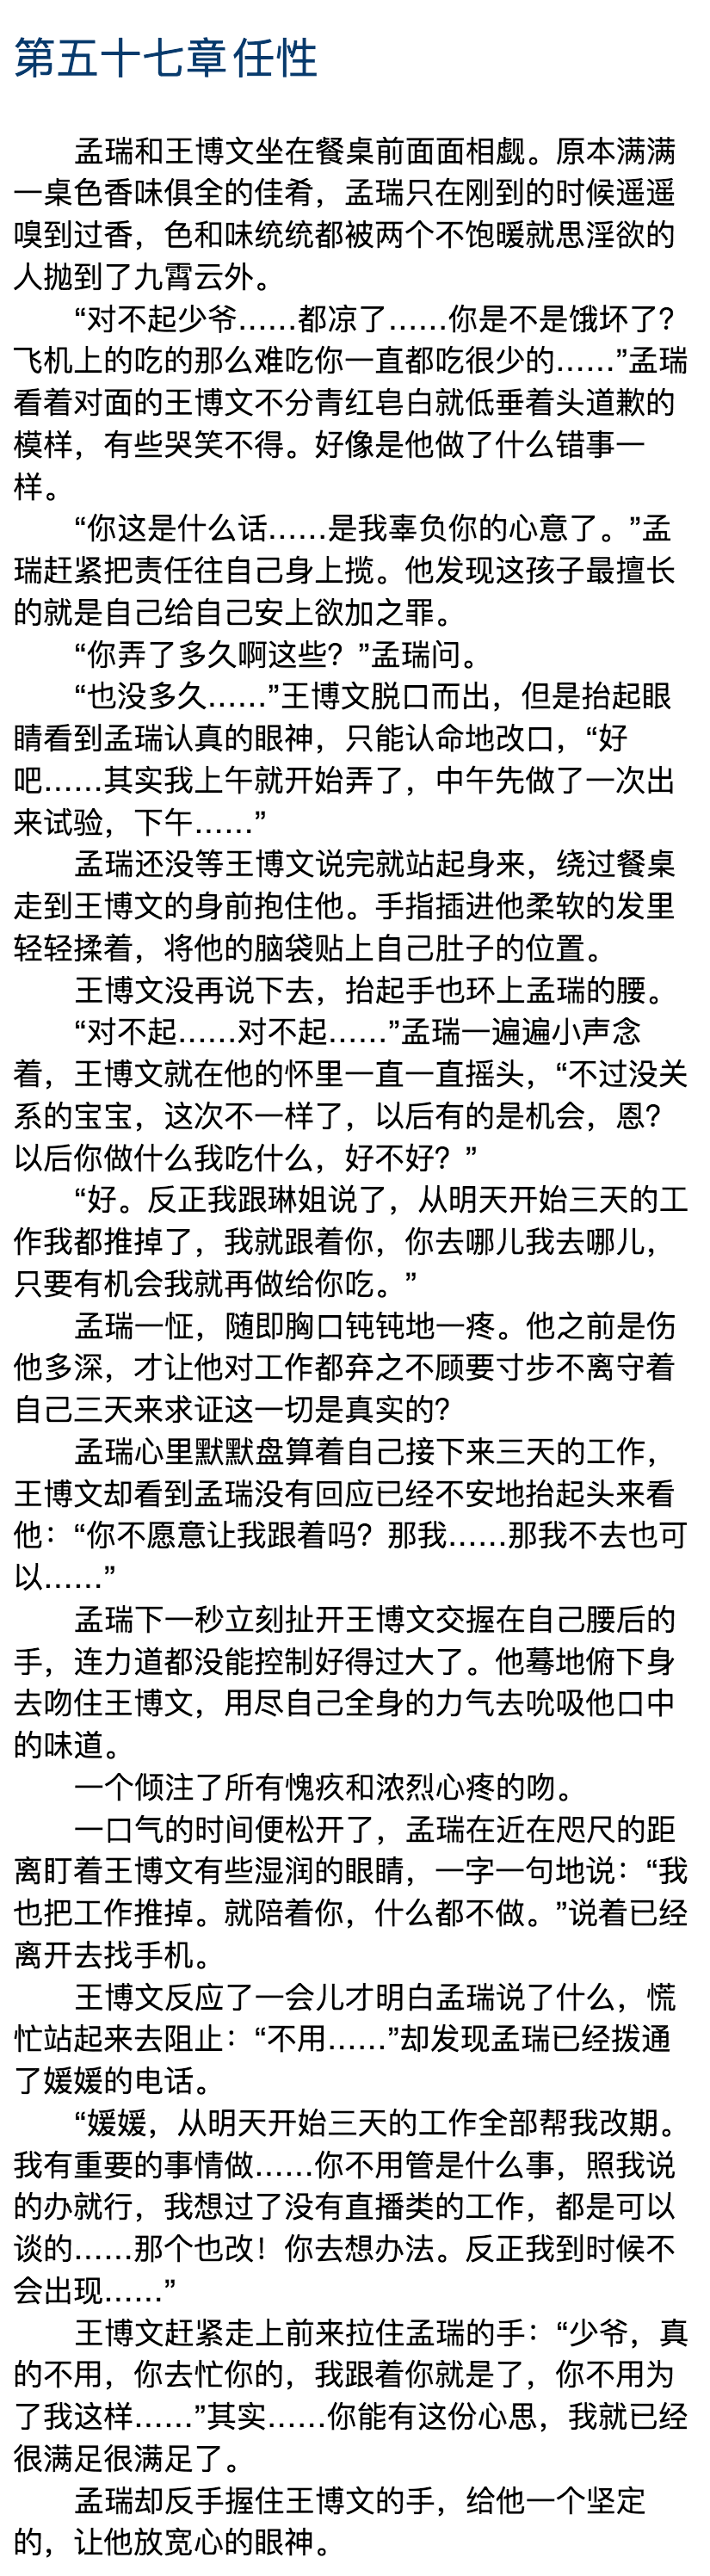 第五十七章 任性
孟瑞和王博文坐在餐桌前面面相觑。原本满满
一桌色香味俱全的佳肴，孟瑞只在刚到的时候遥遥
嗅到过香，色和味统统都被两个不饱暖就思淫欲的
人抛到了九霄云外。
“对不起少爷……都凉了……你是不是饿坏了？
飞机上的吃的那么难吃你一直都吃很少的……”孟瑞
看着对面的王博文不分青红皂白就低垂着头道歉的
模样，有些哭笑不得。好像是他做了什么错事一
样。
“你这是什么话……是我辜负你的心意了。”孟
瑞赶紧把责任往自己身上揽。他发现这孩子最擅长
的就是自己给自己安上欲加之罪。
“你弄了多久啊这些？”孟瑞问。
“也没多久……”王博文脱口而出，但是抬起眼
睛看到孟瑞认真的眼神，只能认命地改口，“好
吧……其实我上午就开始弄了，中午先做了一次出
来试验，下午……”
孟瑞还没等王博文说完就站起身来，绕过餐桌
走到王博文的身前抱住他。手指插进他柔软的发里
轻轻揉着，将他的脑袋贴上自己肚子的位置。
王博文没再说下去，抬起手也环上孟瑞的腰。
“对不起……对不起……”孟瑞一遍遍小声念
着，王博文就在他的怀里一直一直摇头，“不过没关
系的宝宝，这次不一样了，以后有的是机会，恩？
以后你做什么我吃什么，好不好？”
“好。反正我跟琳姐说了，从明天开始三天的工
作我都推掉了，我就跟着你，你去哪儿我去哪儿，
只要有机会我就再做给你吃。”
孟瑞一怔，随即胸口钝钝地一疼。他之前是伤
他多深，才让他对工作都弃之不顾要寸步不离守着
自己三天来求证这一切是真实的？
孟瑞心里默默盘算着自己接下来三天的工作，
王博文却看到孟瑞没有回应已经不安地抬起头来看
他：“你不愿意让我跟着吗？那我……那我不去也可
以……”
孟瑞下一秒立刻扯开王博文交握在自己腰后的
手，连力道都没能控制好得过大了。他蓦地俯下身
去吻住王博文，用尽自己全身的力气去吮吸他口中
的味道。
一个倾注了所有愧疚和浓烈心疼的吻。
一口气的时间便松开了，孟瑞在近在咫尺的距
离盯着王博文有些湿润的眼睛，一字一句地说：“我
也把工作推掉。就陪着你，什么都不做。”说着已经
离开去找手机。
王博文反应了一会儿才明白孟瑞说了什么，慌
忙站起来去阻止：“不用……”却发现孟瑞已经拨通
了媛媛的电话。
“媛媛，从明天开始三天的工作全部帮我改期。
我有重要的事情做……你不用管是什么事，照我说
的办就行，我想过了没有直播类的工作，都是可以
谈的……那个也改！你去想办法。反正我到时候不
会出现……”
王博文赶紧走上前来拉住孟瑞的手：“少爷，真
的不用，你去忙你的，我跟着你就是了，你不用为
了我这样……”其实……你能有这份心思，我就已经
很满足很满足了。
孟瑞却反手握住王博文的手，给他一个坚定
的，让他放宽心的眼神。